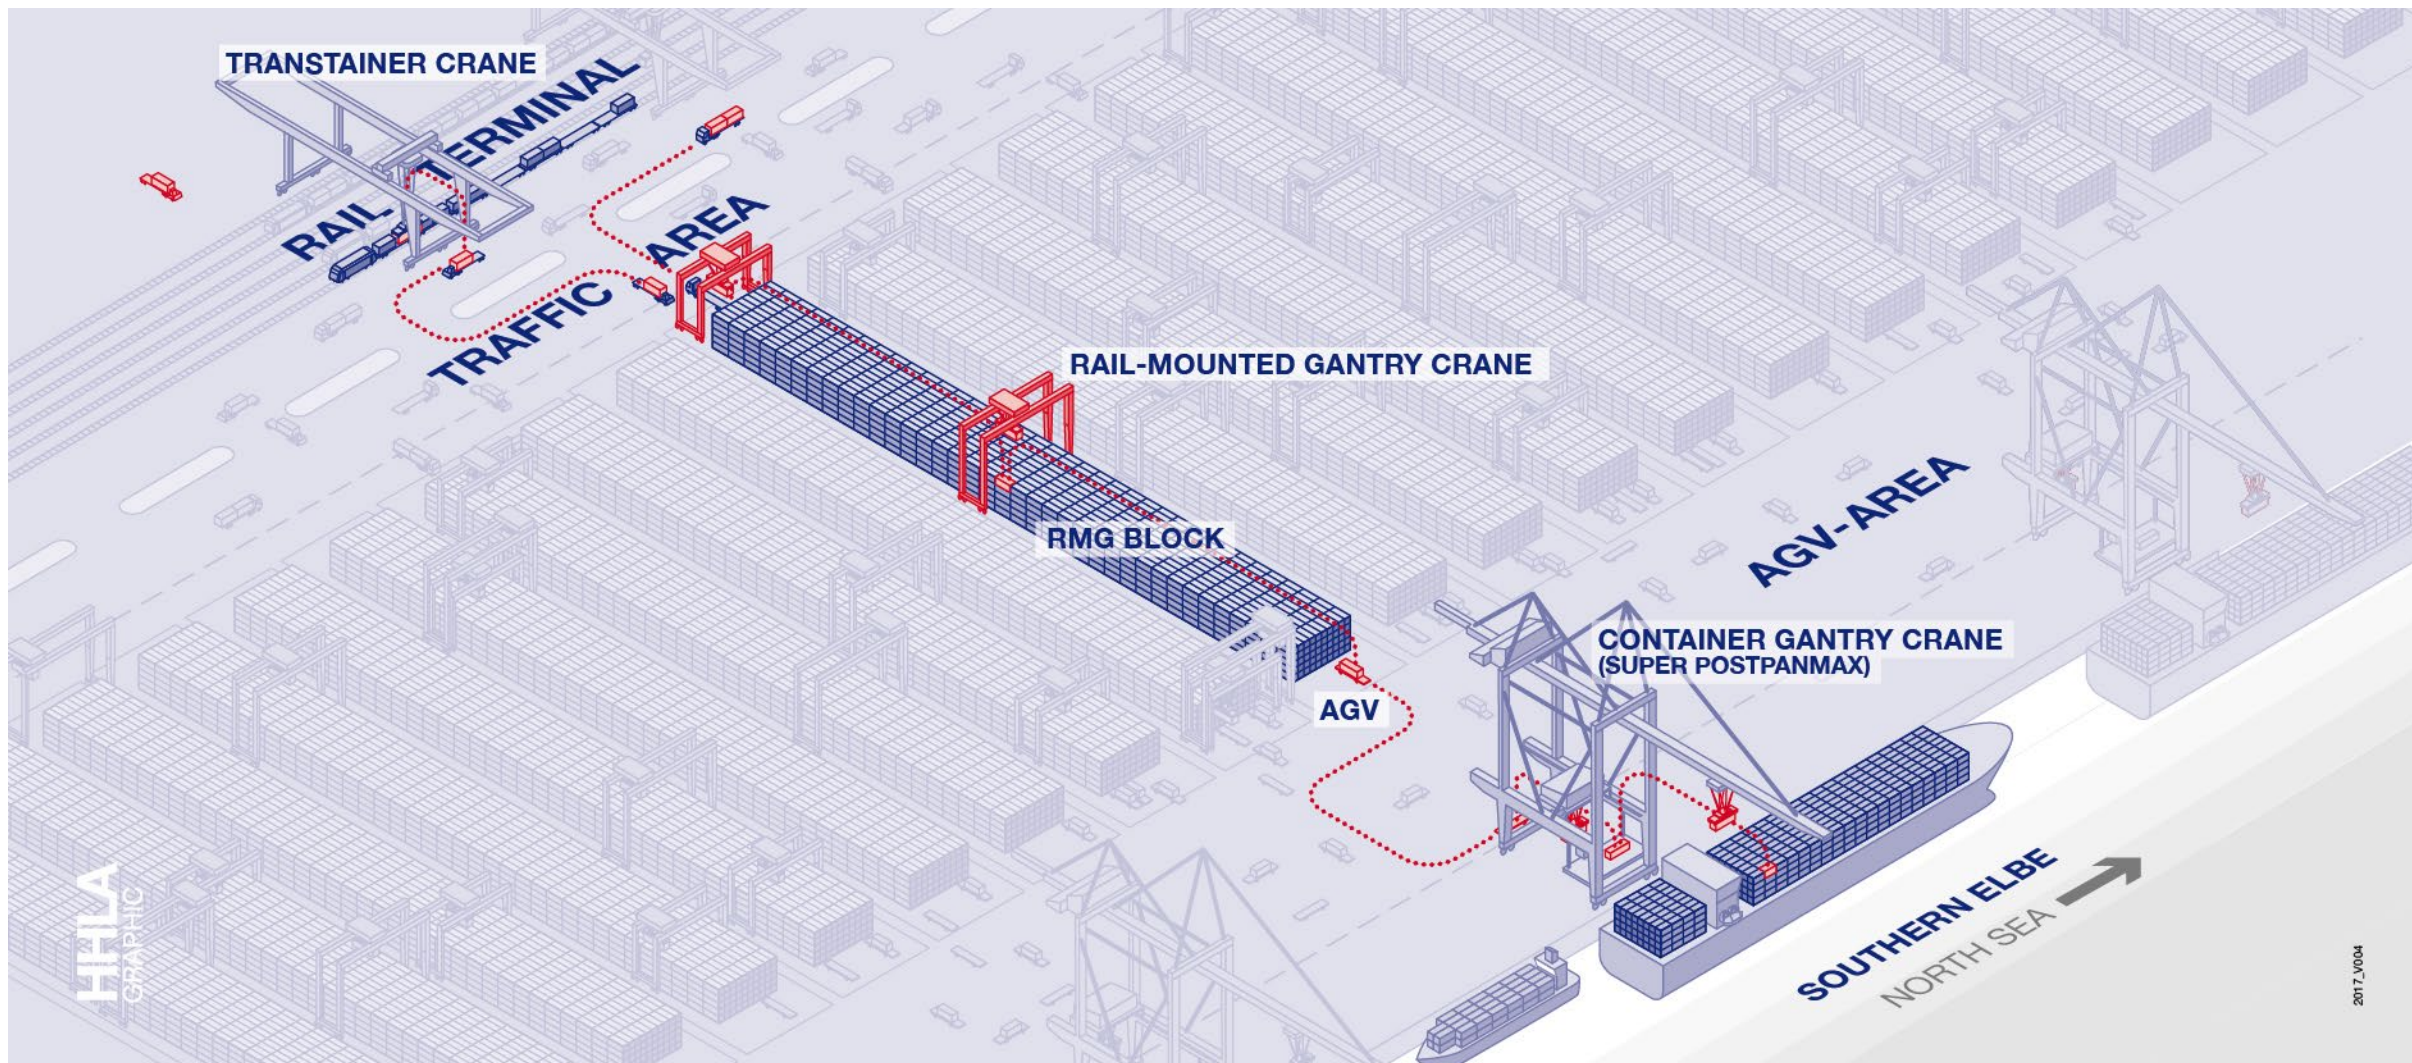 TRANSTAINER CRANE
RAIL TERMINAL
TRAFFIC AREA
RAIL-MOUNTED GANTRY CRANE
RMG BLOCK
AGV-AREA
CONTAINER GANTRY CRANE
(SUPER POSTPANMAX)
AGV
SOUTHERN ELBE
NORTH SEA
HHLA
GRAPHIC
2017_V004